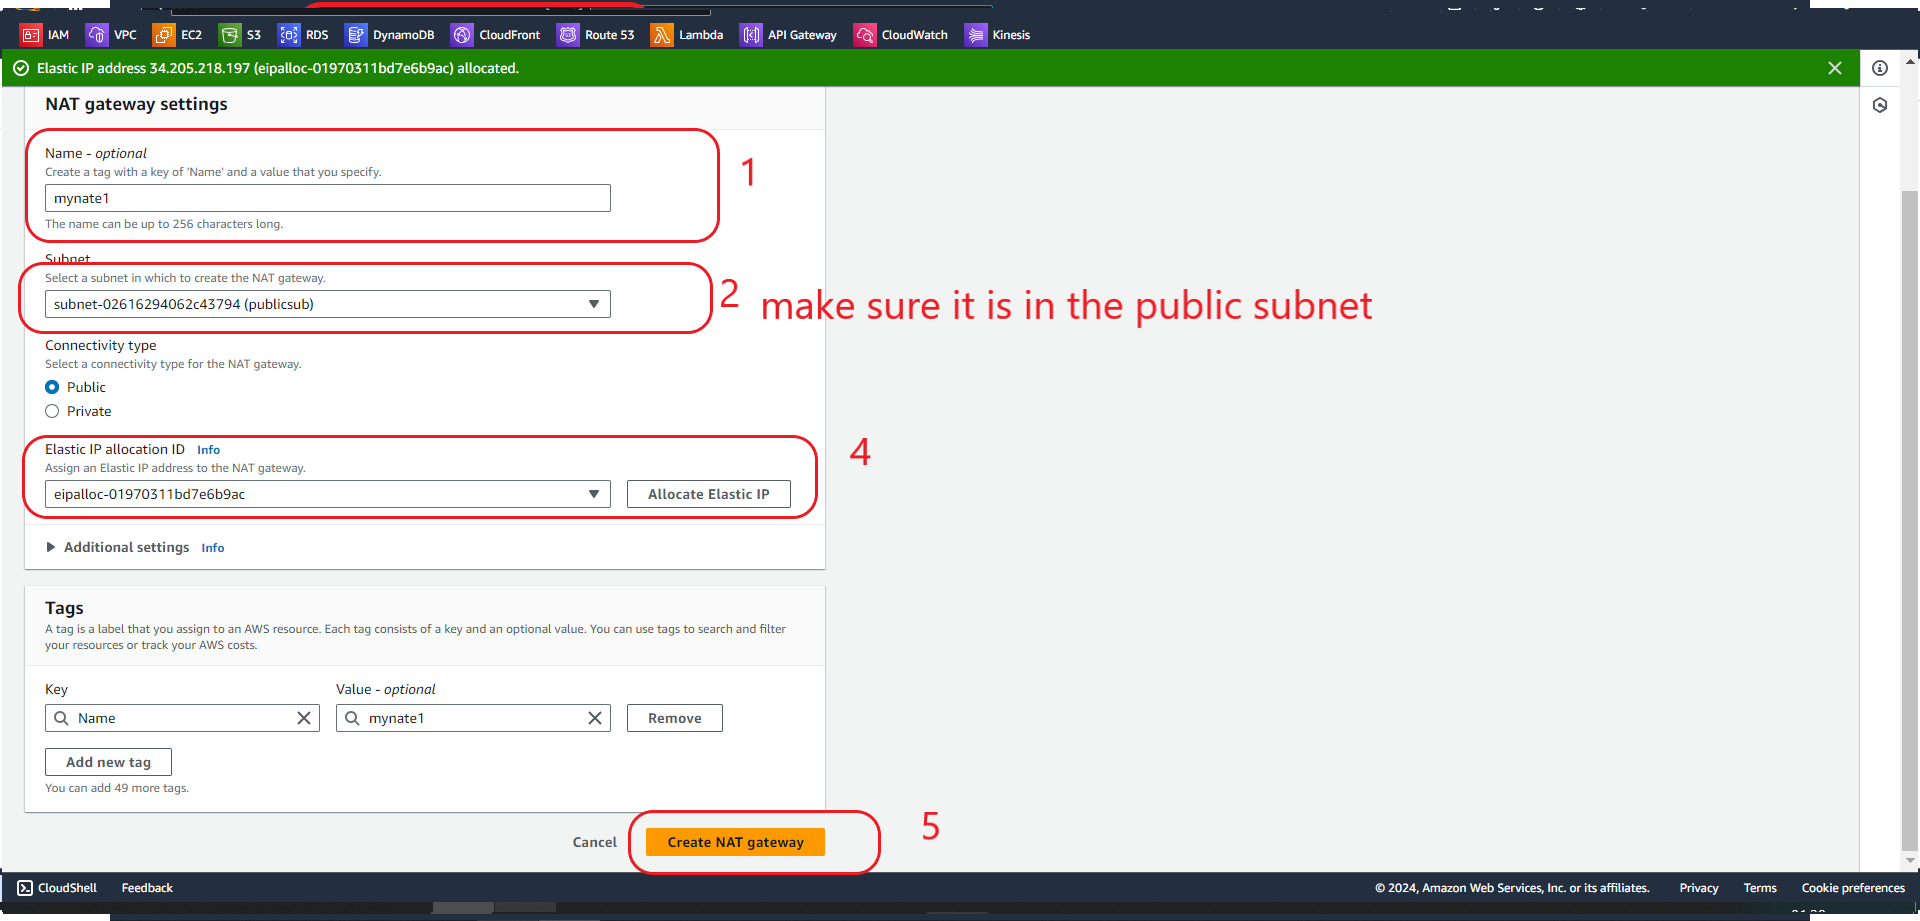 IAM VPC EC2 S3 RDS DynamoDB CloudFront Route 53 Lambda API Gateway CloudWatch Kinesis
Elastic IP address 34.205.218.197 (eipalloc-01970311bd7e6b9ac) allocated.
NAT gateway settings
Name - optional
Create a tag with a key of 'Name' and a value that you specify.
1
mynate1
The name can be up to 256 characters long.
Subnet
Select a subnet in which to create the NAT gateway.
subnet-02616294062c43794 (publicsub)
2 make sure it is in the public subnet
Connectivity type
Select a connectivity type for the NAT gateway.
Public
Private
Elastic IP allocation ID Info
4
Assign an Elastic IP address to the NAT gateway.
eipalloc-01970311bd7e6b9ac Allocate Elastic IP
Additional settings Info
Tags
A tag is a label that you assign to an AWS resource. Each tag consists of a key and an optional value. You can use tags to search and filter
your resources or track your AWS costs.
Key Value - optional
Name mynate1 Remove
Add new tag
You can add 49 more tags.
5
Cancel Create NAT gateway
CloudShell Feedback © 2024, Amazon Web Services, Inc. or its affiliates. Privacy Terms Cookie preferences